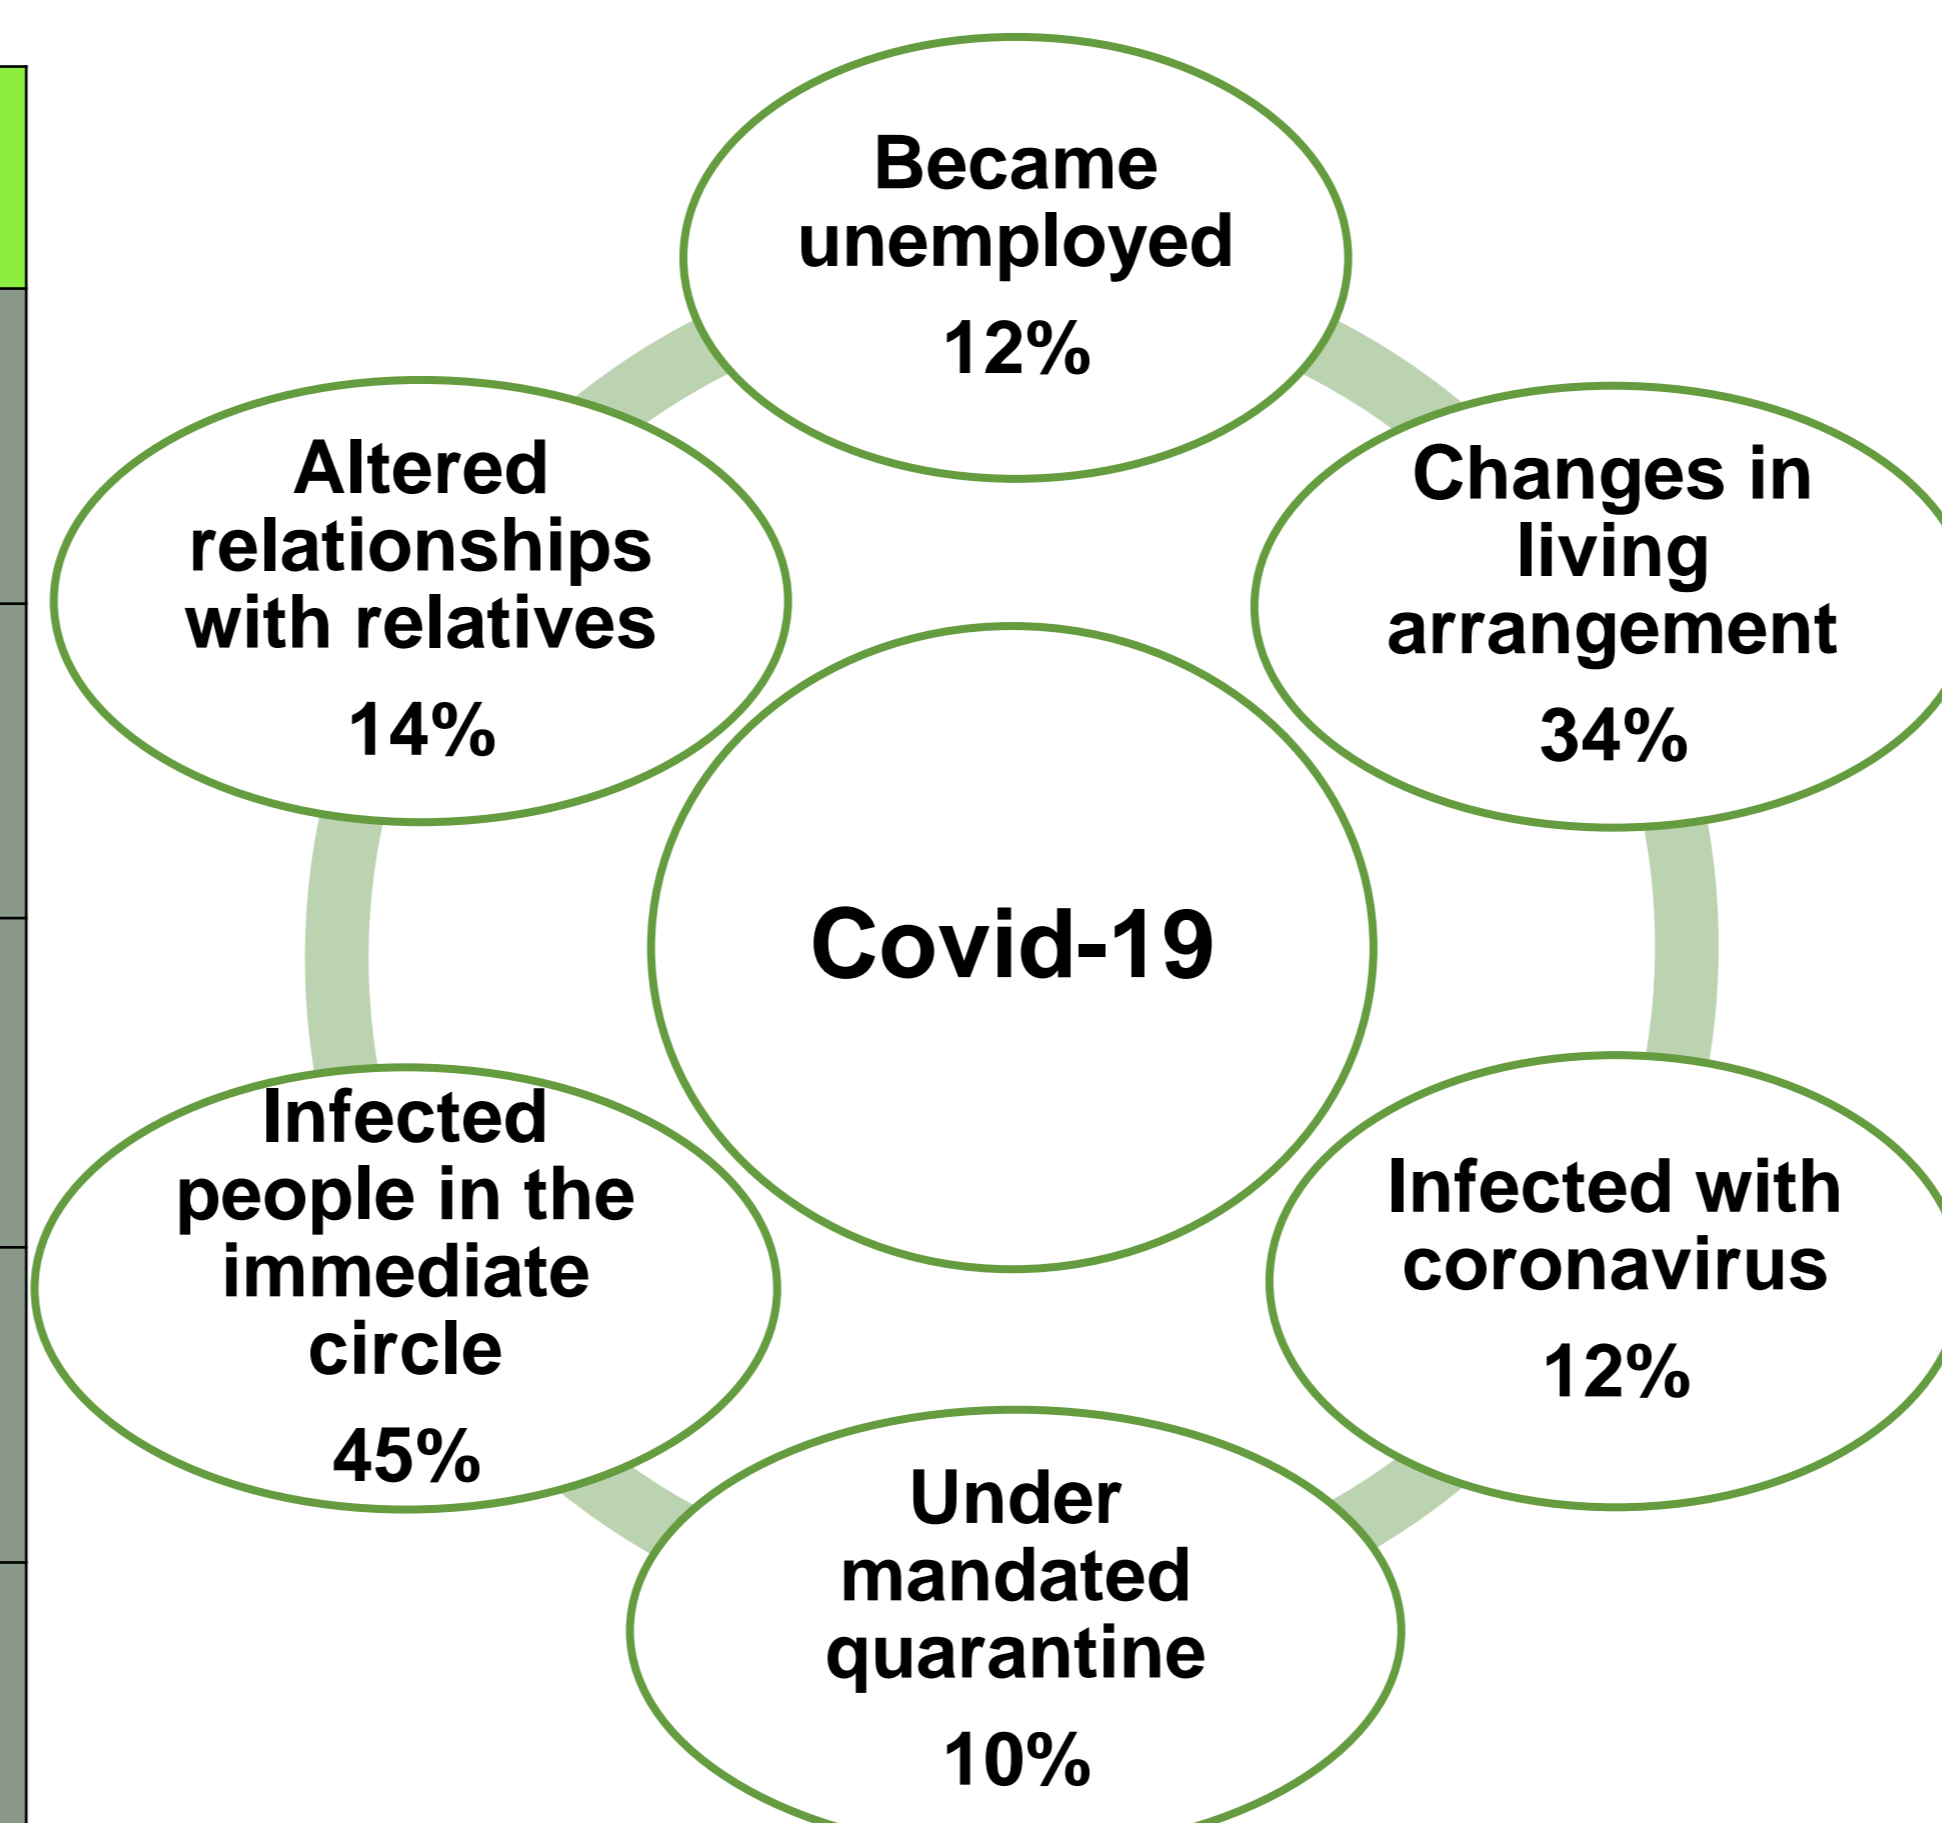 Became
unemployed
12%
Changes in
living
arrangement
34%
Infected with
coronavirus
12%
Under
mandated
quarantine
10%
Infected
people in the
immediate
circle
45%
Altered
relationships
with relatives
14%
Covid-19